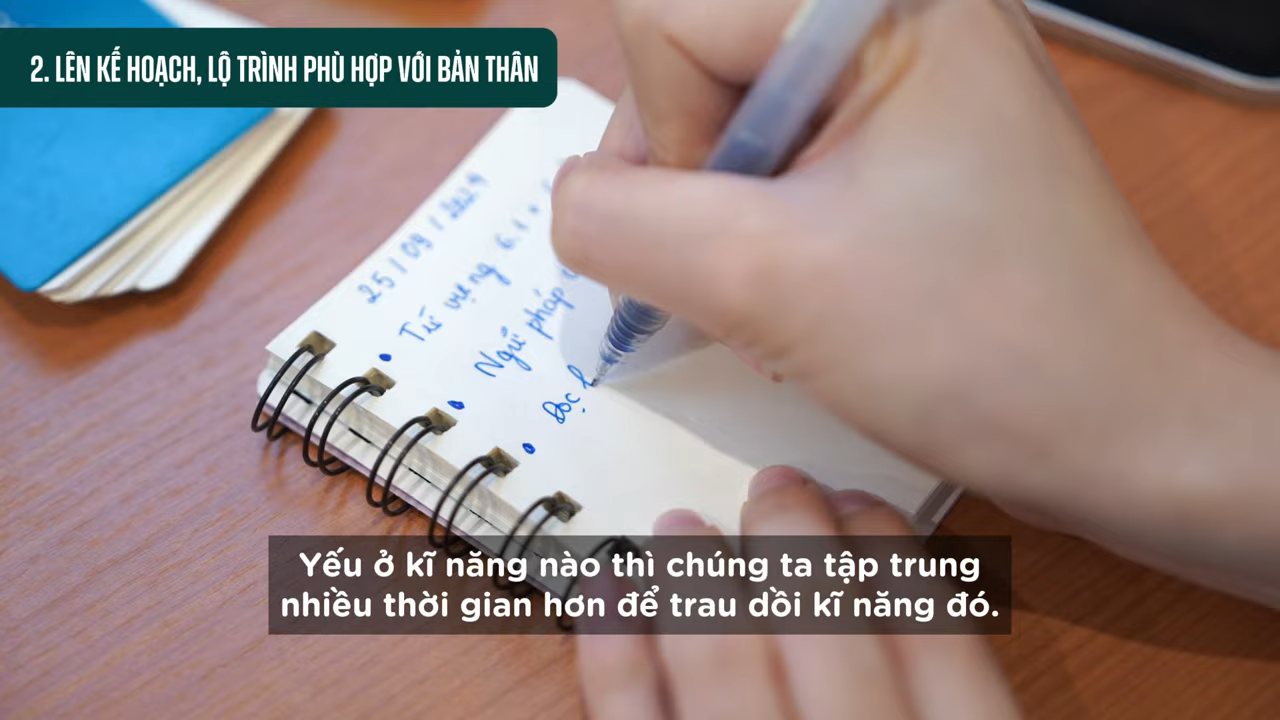 2. LÊN KẾ HOẠCH, LỘ TRÌNH PHÙ HỢP VỚI BẢN THÂN
25/09/2024
• Từ vựng
• Ngữ pháp
• Đọc
Yếu ở kĩ năng nào thì chúng ta tập trung
nhiều thời gian hơn để trau dồi kĩ năng đó.